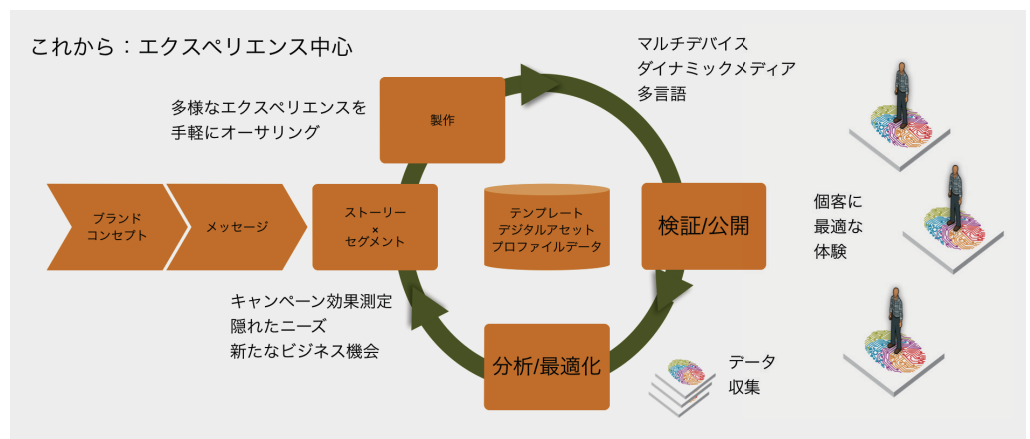 これから：エクスペリエンス中心
マルチデバイス
ダイナミックメディア
多言語
多様なエクスペリエンスを
手軽にオーサリング
製作
ブランド
コンセプト
メッセージ
ストーリー
×
セグメント
テンプレート
デジタルアセット
プロファイルデータ
検証/公開
個客に
最適な
体験
キャンペーン効果測定
隠れたニーズ
新たなビジネス機会
分析/最適化
データ
収集